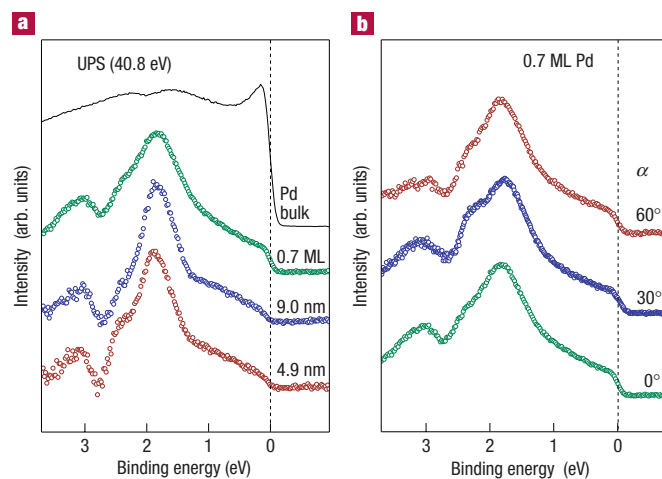 a
UPS (40.8 eV)
Pd
bulk
0.7 ML
9.0 nm
4.9 nm
Intensity (arb. units)
3 2 1 0
Binding energy (eV)
b
0.7 ML Pd
α
60°
30°
0°
Intensity (arb. units)
3 2 1 0
Binding energy (eV)